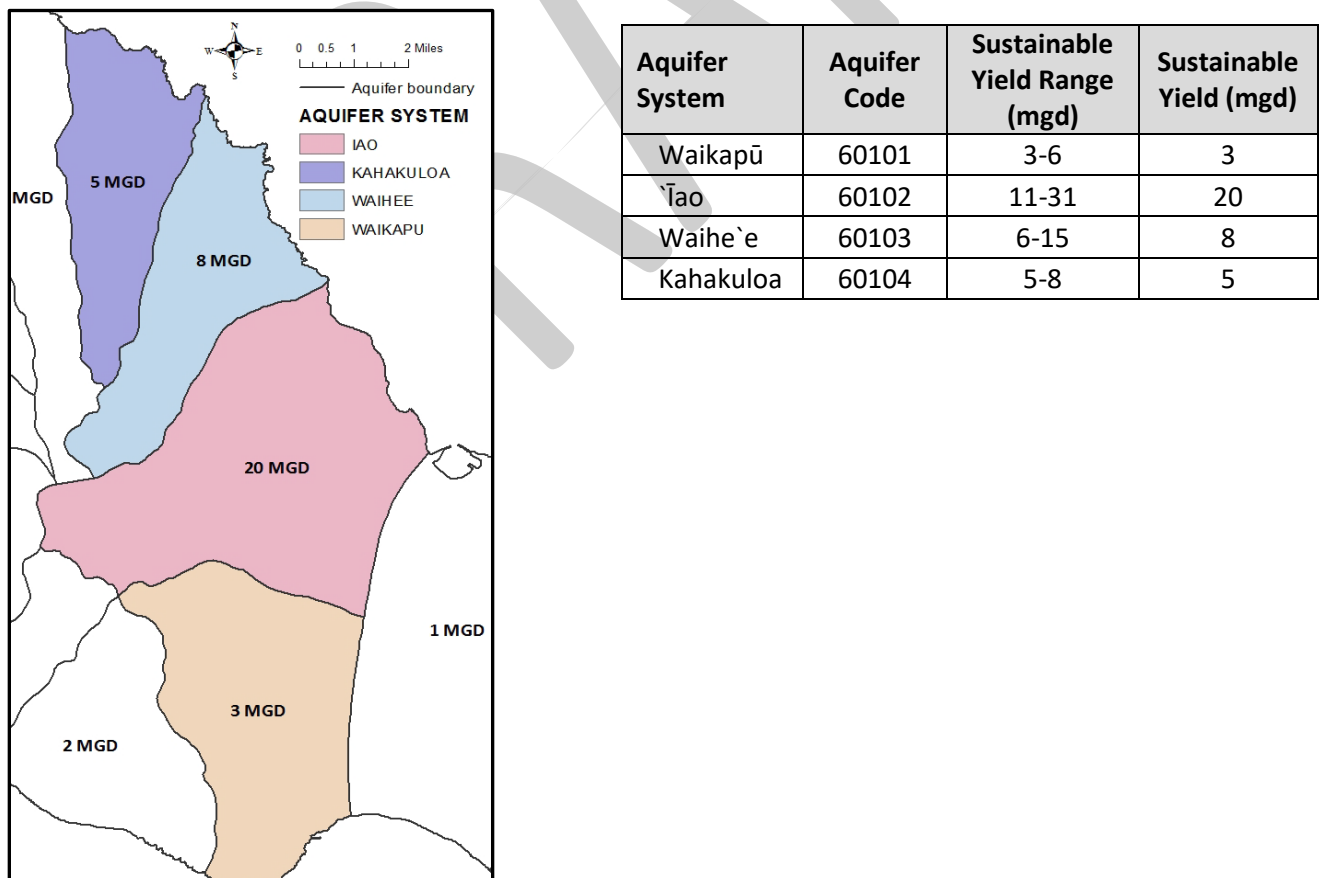 N
W E
S
0 0.5 1 2 Miles
Aquifer boundary
AQUIFER SYSTEM
IAO
KAHAKULOA
WAIHEE
WAIKAPU
MGD
5 MGD
8 MGD
20 MGD
1 MGD
3 MGD
2 MGD
Aquifer System Aquifer Code Sustainable Yield Range (mgd) Sustainable Yield (mgd)
Waikapū 60101 3-6 3
`Īao 60102 11-31 20
Waihe`e 60103 6-15 8
Kahakuloa 60104 5-8 5